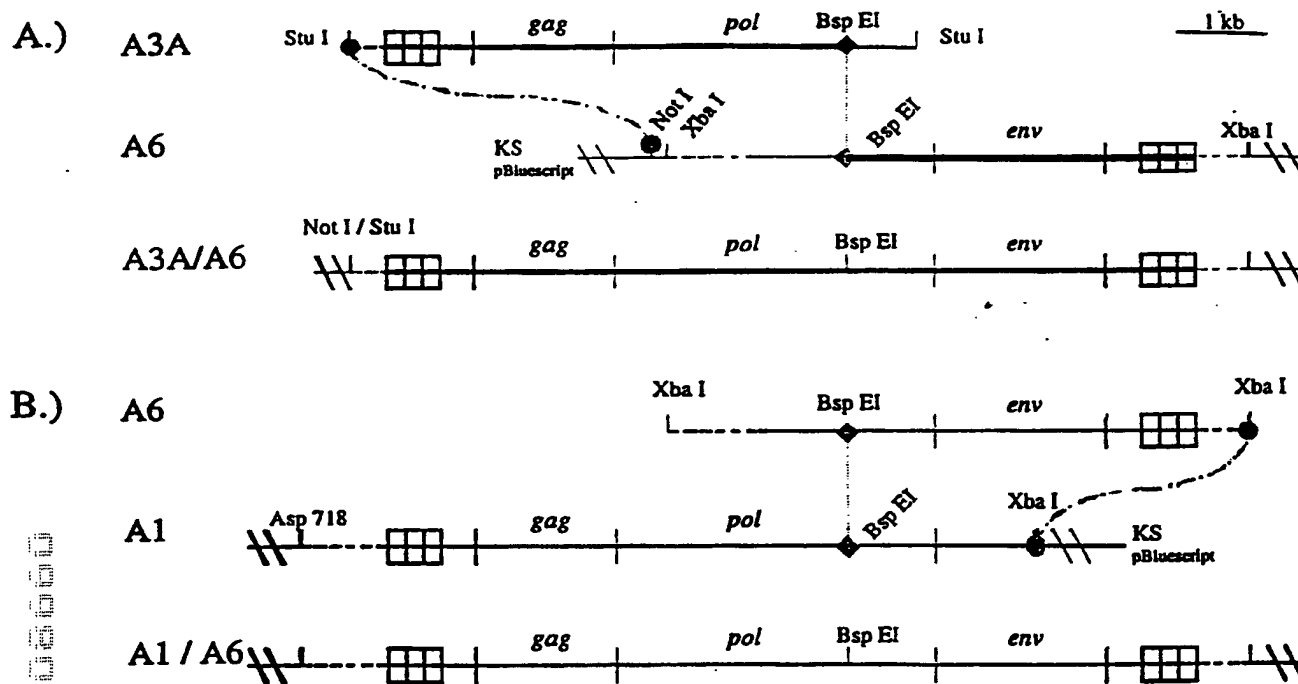 A.)
A3A
Stu I
gag
pol
Bsp EI
Stu I
1 kb
A6
KS
pBluescript
Not I
Xba I
Bsp EI
env
Xba I
A3A/A6
Not I / Stu I
gag
pol
Bsp EI
env
B.)
A6
Xba I
Bsp EI
env
Xba I
A1
Asp 718
gag
pol
Bsp EI
Xba I
KS
pBluescript
A1 / A6
gag
pol
Bsp EI
env